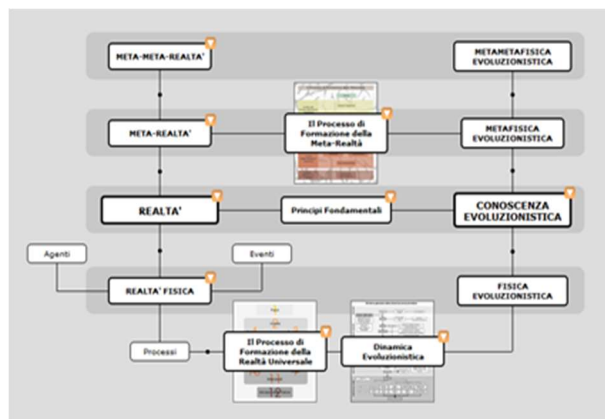 META-META-REALTA'
METAMETAFISICA
EVOLUZIONISTICA
META-REALTA'
Il Processo di
Formazione della
Meta-Realtà
METAFISICA
EVOLUZIONISTICA
REALTA'
Principi Fondamentali
CONOSCENZA
EVOLUZIONISTICA
Agenti
Eventi
REALTA' FISICA
FISICA
EVOLUZIONISTICA
Processi
Il Processo di
Formazione della
Realtà Universale
Dinamica
Evoluzionistica